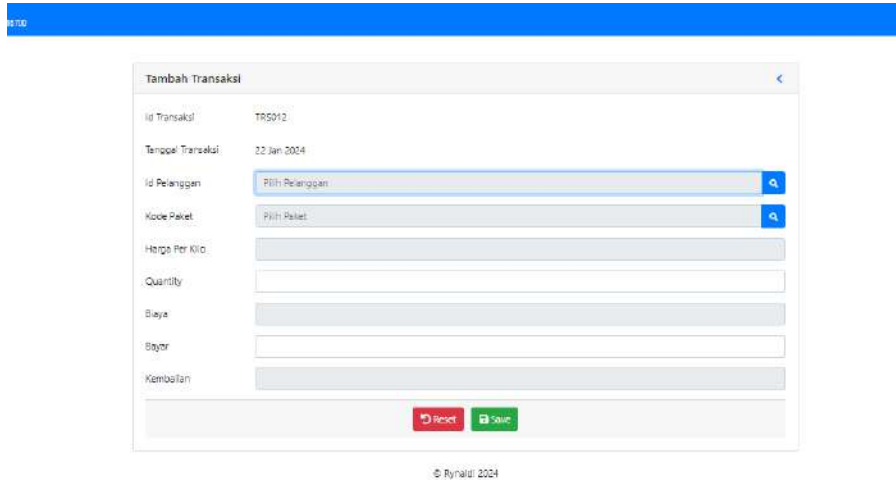 Tambah Transaksi
Id Transaksi TRS012
Tanggal Transaksi 22 Jan 2024
Id Pelanggan Pilih Pelanggan
Kode Paket Pilih Paket
Harga Per Kilo
Quantity
Biaya
Bayar
Kembalian
Reset Save
© Rynaldi 2024